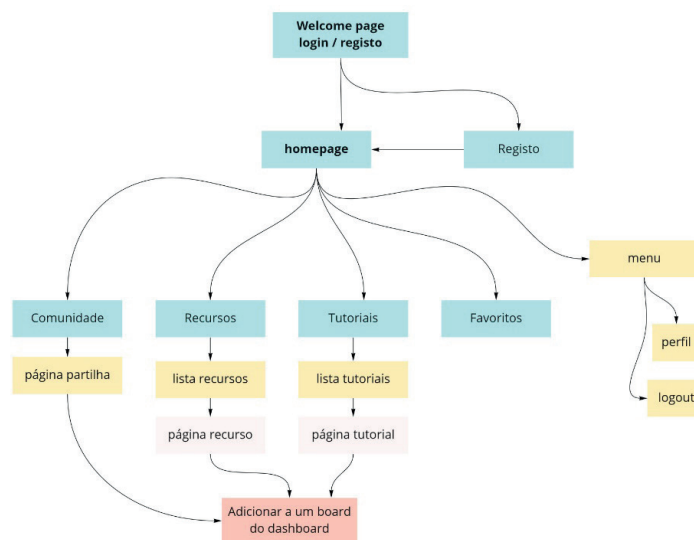 Welcome page
login / registo
homepage
Registo
menu
Comunidade
Recursos
Tutoriais
Favoritos
perfil
página partilha
lista recursos
lista tutoriais
logout
página recurso
página tutorial
Adicionar a um board
do dashboard